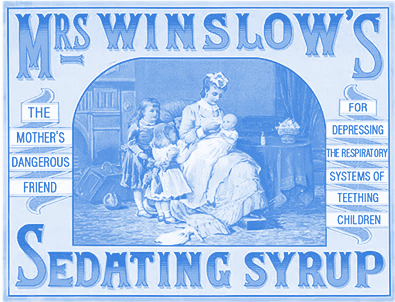 MRS WINSLOW'S
THE
MOTHER'S
DANGEROUS
FRIEND
FOR
DEPRESSING
THE RESPIRATORY
SYSTEMS OF
TEETHING
CHILDREN
SEDATING SYRUP